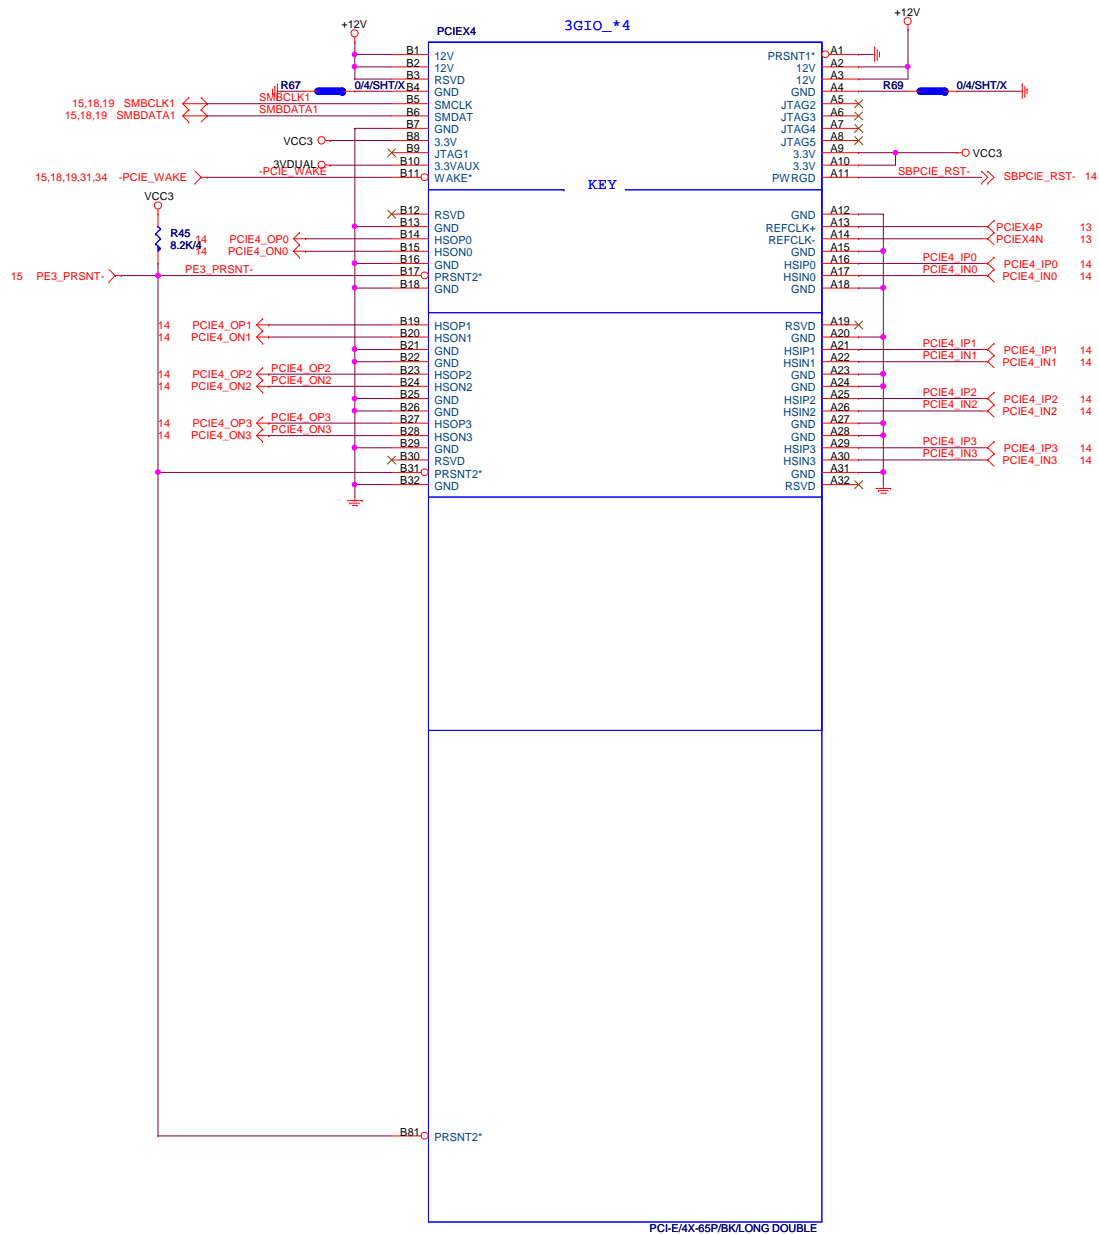 +12V 3GIO_*4 +12V
PCIEX4
B1 12V PRSNT1* A1
B2 12V 12V A2
B3 RSVD 12V A3
R67 0/4/SHT/X B4 GND GND A4 R69 0/4/SHT/X
15,18,19 SMBCLK1 SMBCLK1 B5 SMCLK JTAG2 A5
15,18,19 SMBDATA1 SMBDATA1 B6 SMDAT JTAG3 A6
B7 GND JTAG4 A7
VCC3 B8 3.3V JTAG5 A8
B9 JTAG1 3.3V A9 VCC3
3VDUAL B10 3.3VAUX 3.3V A10
15,18,19,31,34 -PCIE_WAKE -PCIE_WAKE B11 WAKE* PWRGD A11 SBPCIE_RST- SBPCIE_RST- 14
KEY
VCC3
B12 RSVD GND A12
B13 GND REFCLK+ A13 PCIEX4P 13
R45 8.2K/4
14 PCIE4_OP0 B14 HSOP0 REFCLK- A14 PCIEX4N 13
14 PCIE4_ON0 B15 HSON0 GND A15
B16 GND HSIP0 A16 PCIE4_IP0 PCIE4_IP0 14
15 PE3_PRSNT- PE3_PRSNT- B17 PRSNT2* HSIN0 A17 PCIE4_IN0 PCIE4_IN0 14
B18 GND GND A18
14 PCIE4_OP1 B19 HSOP1 RSVD A19
14 PCIE4_ON1 B20 HSON1 GND A20
B21 GND HSIP1 A21 PCIE4_IP1 PCIE4_IP1 14
B22 GND HSIN1 A22 PCIE4_IN1 PCIE4_IN1 14
14 PCIE4_OP2 PCIE4_OP2 B23 HSOP2 GND A23
14 PCIE4_ON2 PCIE4_ON2 B24 HSON2 GND A24
B25 GND HSIP2 A25 PCIE4_IP2 PCIE4_IP2 14
B26 GND HSIN2 A26 PCIE4_IN2 PCIE4_IN2 14
14 PCIE4_OP3 PCIE4_OP3 B27 HSOP3 GND A27
14 PCIE4_ON3 PCIE4_ON3 B28 HSON3 GND A28
B29 GND HSIP3 A29 PCIE4_IP3 PCIE4_IP3 14
B30 RSVD HSIN3 A30 PCIE4_IN3 PCIE4_IN3 14
B31 PRSNT2* GND A31
B32 GND RSVD A32
B81 PRSNT2*
PCI-E/4X-65P/BK/LONG DOUBLE